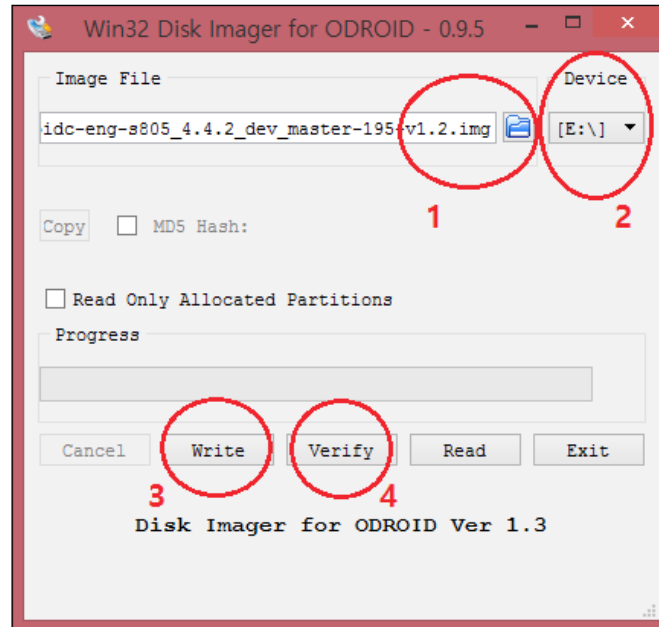 Win32 Disk Imager for ODROID - 0.9.5
Image File
Device
idc-eng-s805_4.4.2_dev_master-195-v1.2.img
[E:\]
1
2
Copy
MD5 Hash:
Read Only Allocated Partitions
Progress
Cancel
Write
Verify
Read
Exit
3
4
Disk Imager for ODROID Ver 1.3